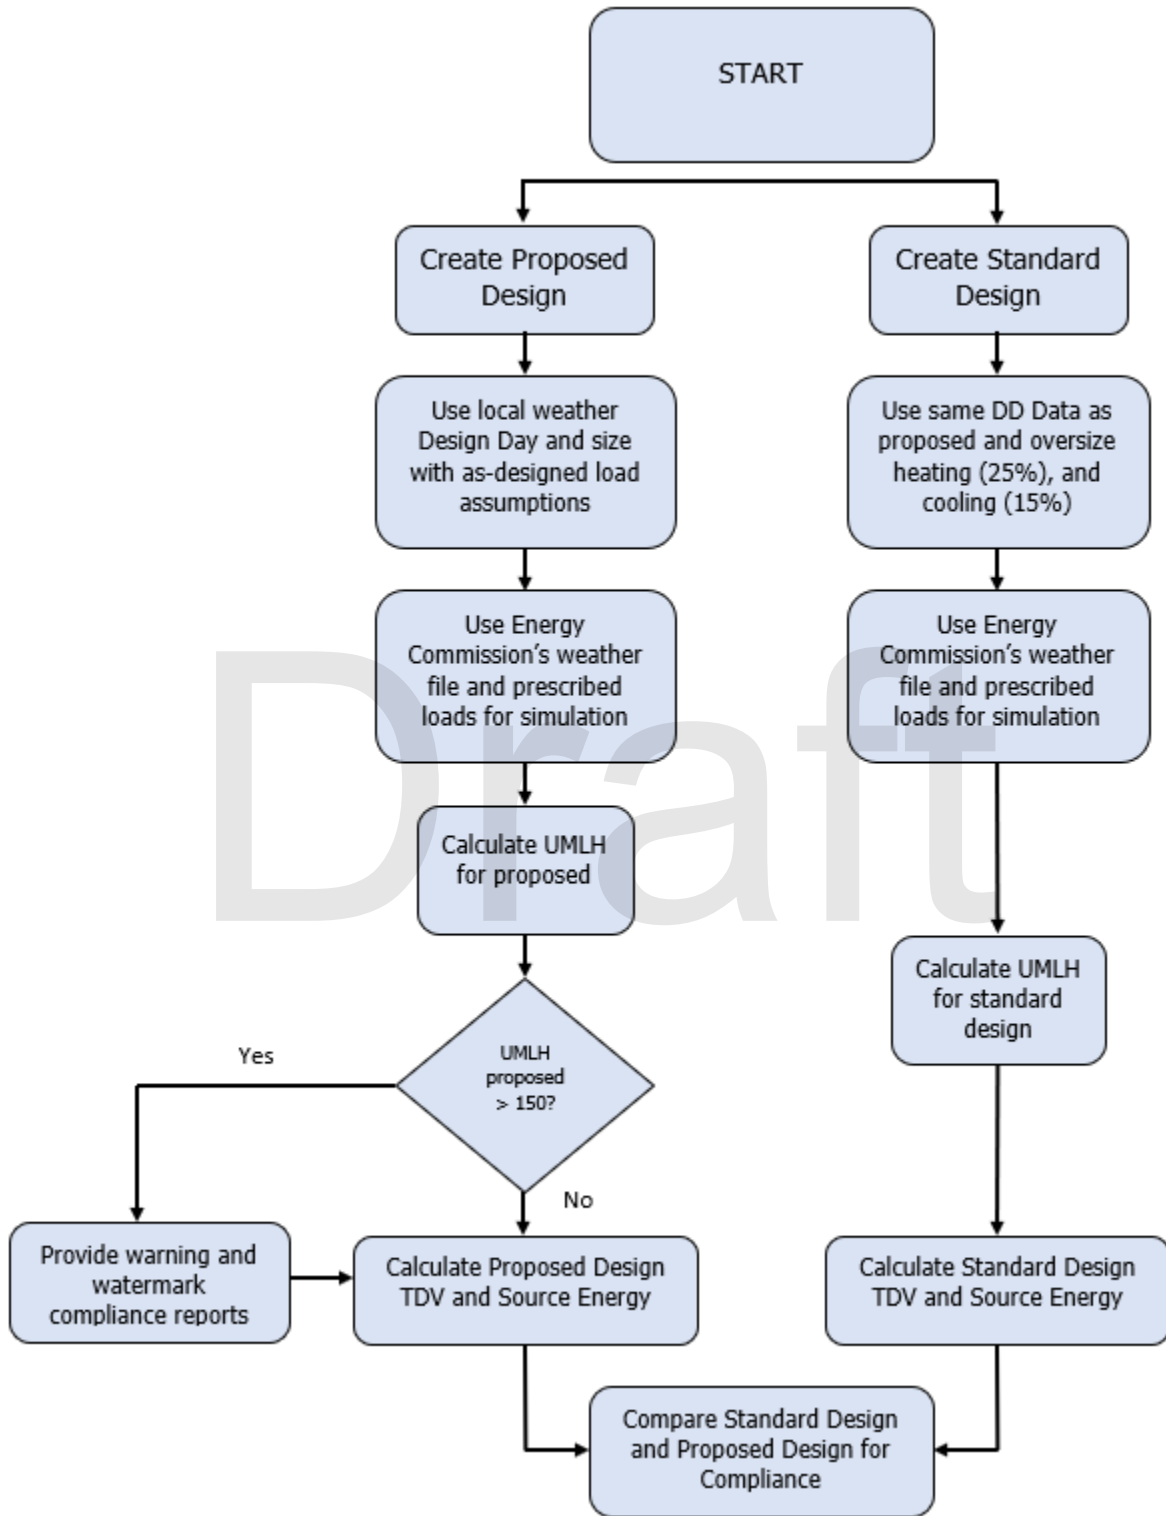 START
Create Proposed
Design
Create Standard
Design
Use local weather
Design Day and size
with as-designed load
assumptions
Use same DD Data as
proposed and oversize
heating (25%), and
cooling (15%)
Use Energy
Commission’s weather
file and prescribed
loads for simulation
Use Energy
Commission’s weather
file and prescribed
loads for simulation
Draft
Calculate UMLH
for proposed
Calculate UMLH
for standard
design
UMLH
proposed
> 150?
Yes
No
Provide warning and
watermark
compliance reports
Calculate Proposed Design
TDV and Source Energy
Calculate Standard Design
TDV and Source Energy
Compare Standard Design
and Proposed Design for
Compliance